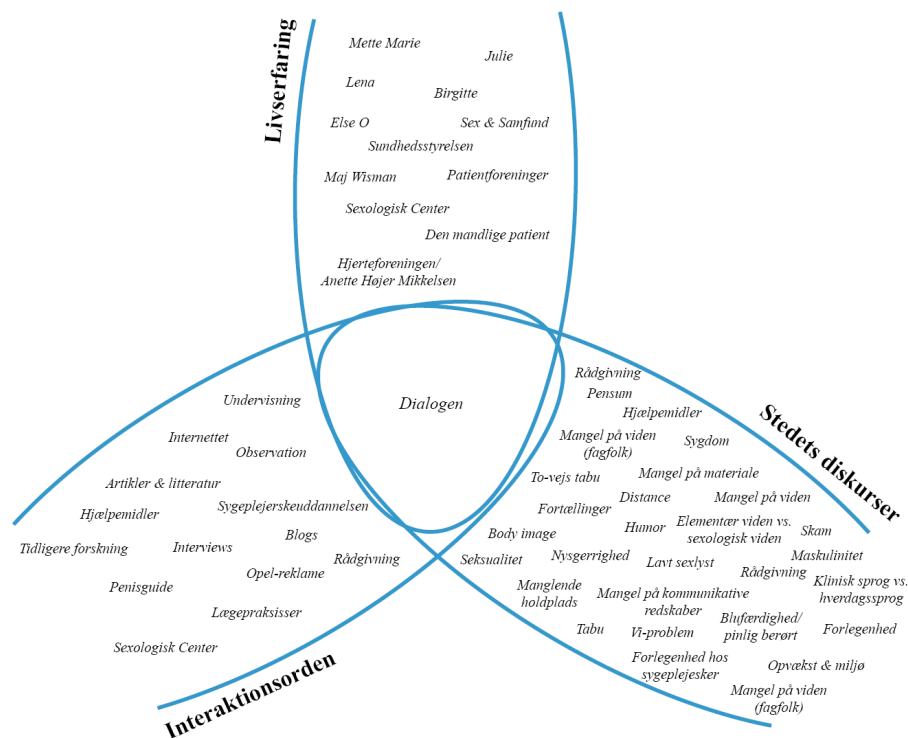 Livserfaring
Mette Marie
Julie
Lena
Birgitte
Else O
Sex & Samfund
Sundhedsstyrelsen
Maj Wisman
Patientforeninger
Sexologisk Center
Den mandlige patient
Hjerteforeningen/
Anette Højer Mikkelsen
Dialogen
Undervisning
Internettet
Observation
Artikler & litteratur
Hjælpemidler
Sygeplejerskeuddannelsen
Blogs
Tidligere forskning
Interviews
Rådgivning
Opel-reklame
Penisguide
Lægepraksisser
Sexologisk Center
Interaktionsorden
Stedets diskurser
Rådgivning
Pensum
Hjælpemidler
Mangel på viden
(fagfolk)
Sygdom
To-vejs tabu
Mangel på materiale
Distance
Mangel på viden
Fortællinger
Humor
Elementær viden vs.
sexologisk viden
Skam
Body image
Seksualitet
Nysgerrighed
Lavt sexlyst
Maskulinitet
Rådgivning
Klinisk sprog vs.
hverdagssprog
Manglende
holdplads
Mangel på kommunikative
redskaber
Tabu
Vi-problem
Blufærdighed/
pinlig berørt
Forlegenhed
Forlegenhed hos
sygeplejesker
Opvækst & miljø
Mangel på viden
(fagfolk)